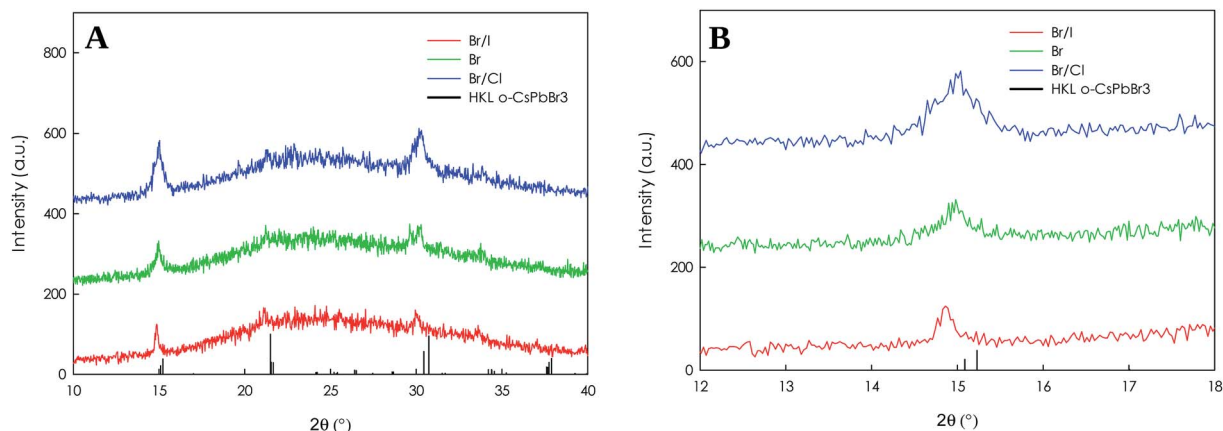 A
Br/I
Br
Br/Cl
HKL o-CsPbBr3
800
600
400
200
0
10
15
20
25
30
35
40
Intensity (a.u.)
2θ (°)
B
Br/I
Br
Br/Cl
HKL o-CsPbBr3
600
400
200
0
12
13
14
15
16
17
18
Intensity (a.u.)
2θ (°)